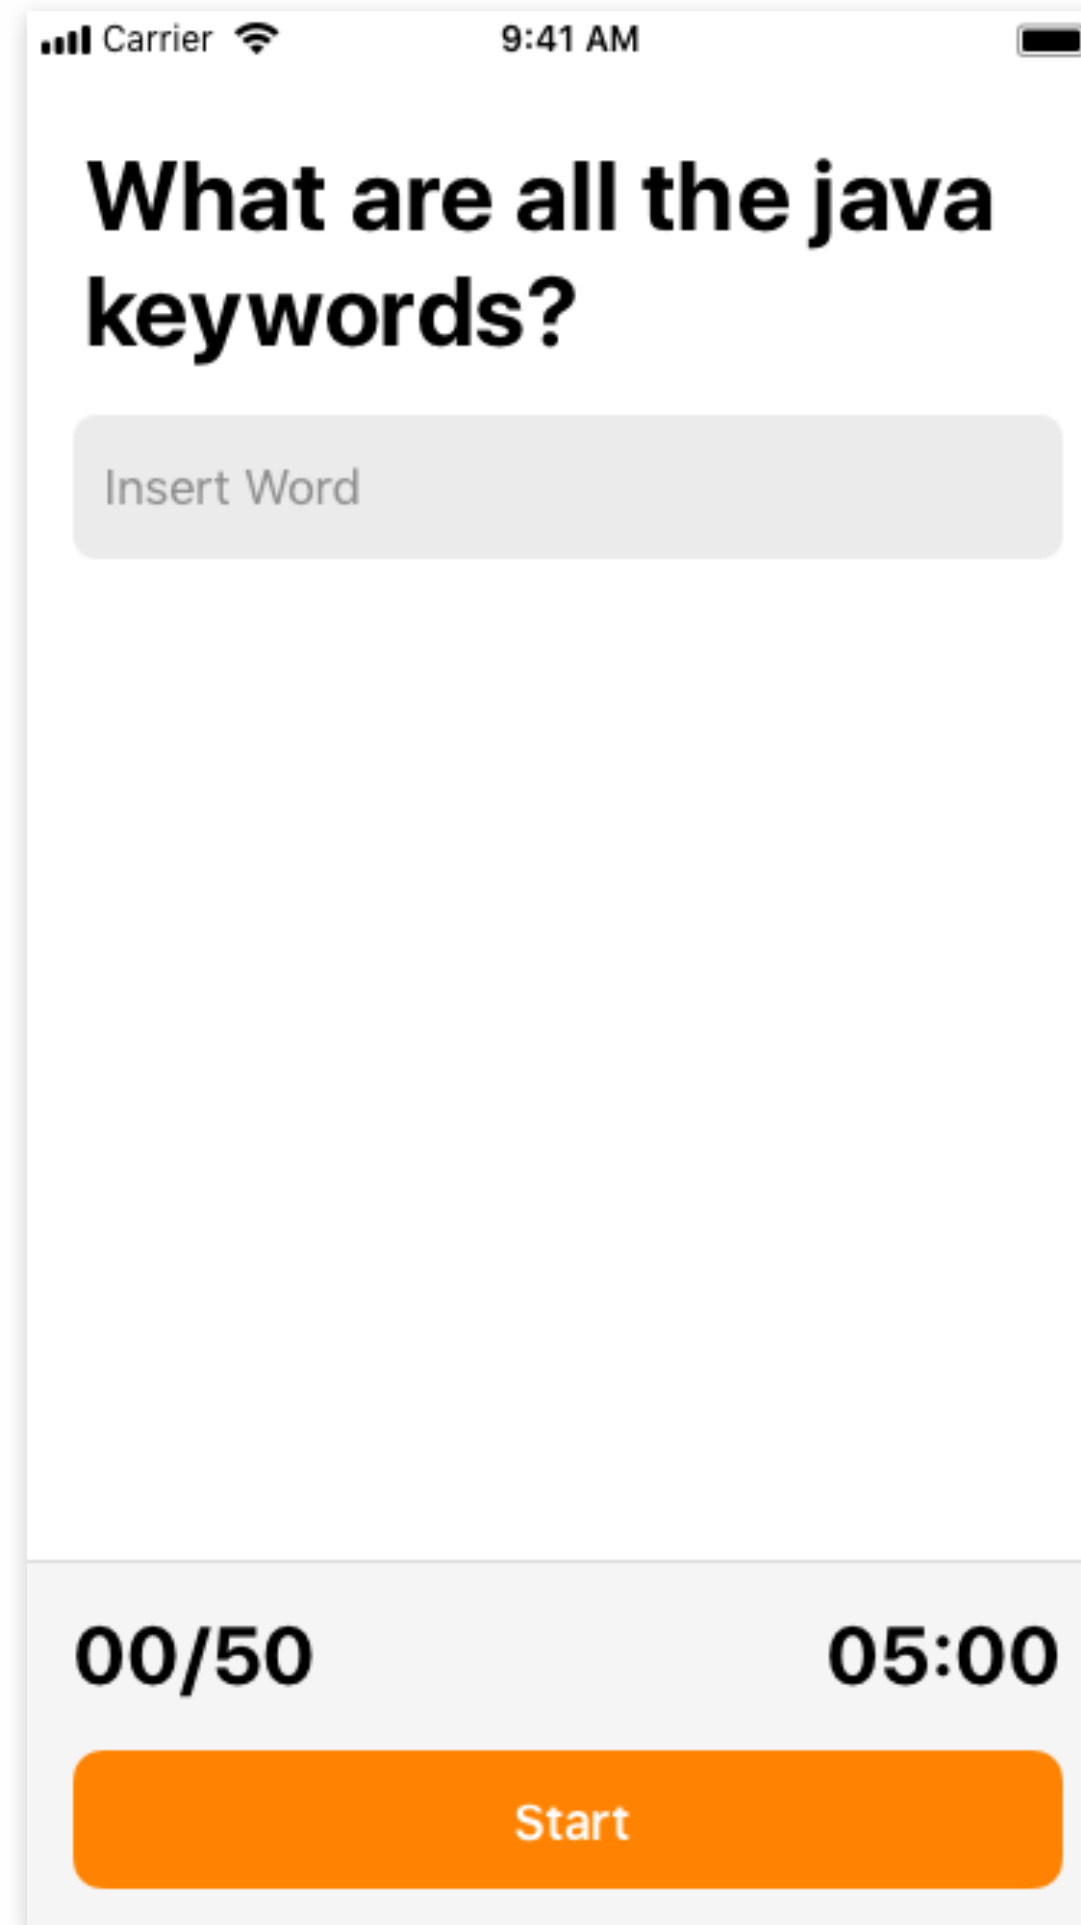 Carrier 9:41 AM
What are all the java
keywords?
Insert Word
00/50 05:00
Start